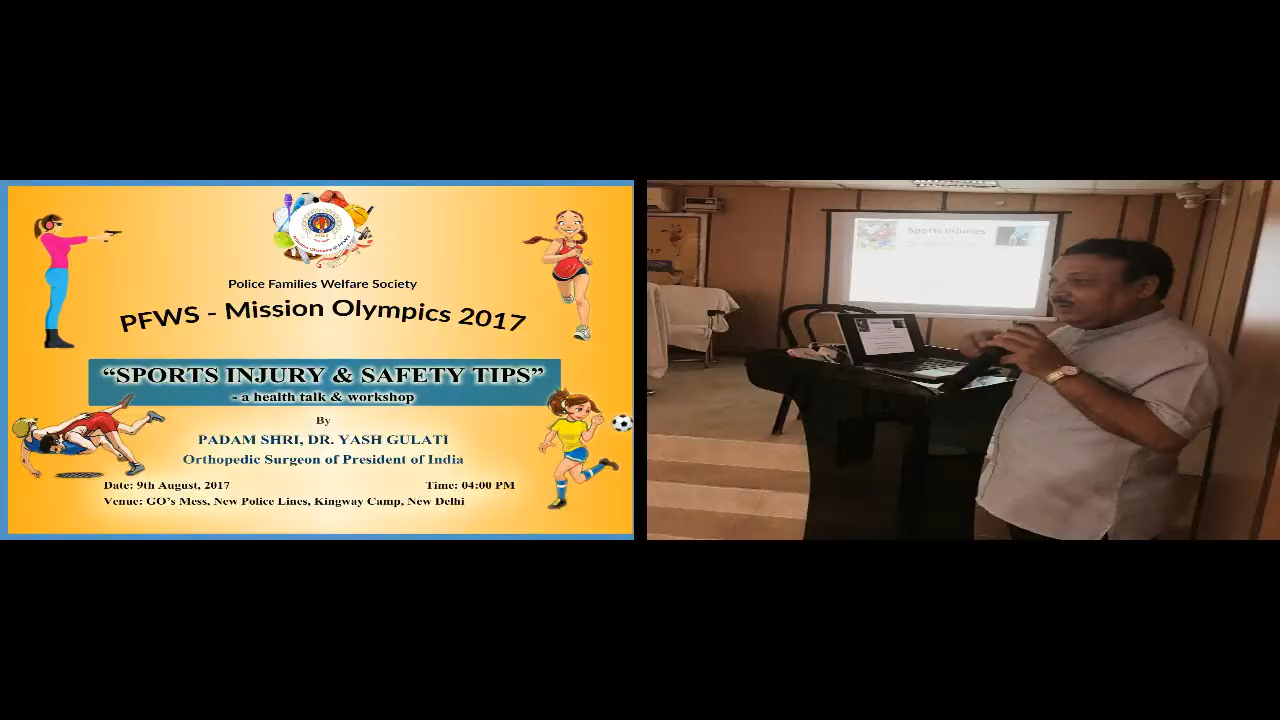 Police Families Welfare Society
PFWS - Mission Olympics 2017
“SPORTS INJURY & SAFETY TIPS”
- a health talk & workshop
By
PADAM SHRI, DR. YASH GULATI
Orthopedic Surgeon of President of India
Date: 9th August, 2017 Time: 04:00 PM
Venue: GO’s Mess, New Police Lines, Kingway Camp, New Delhi
Sports Injuries